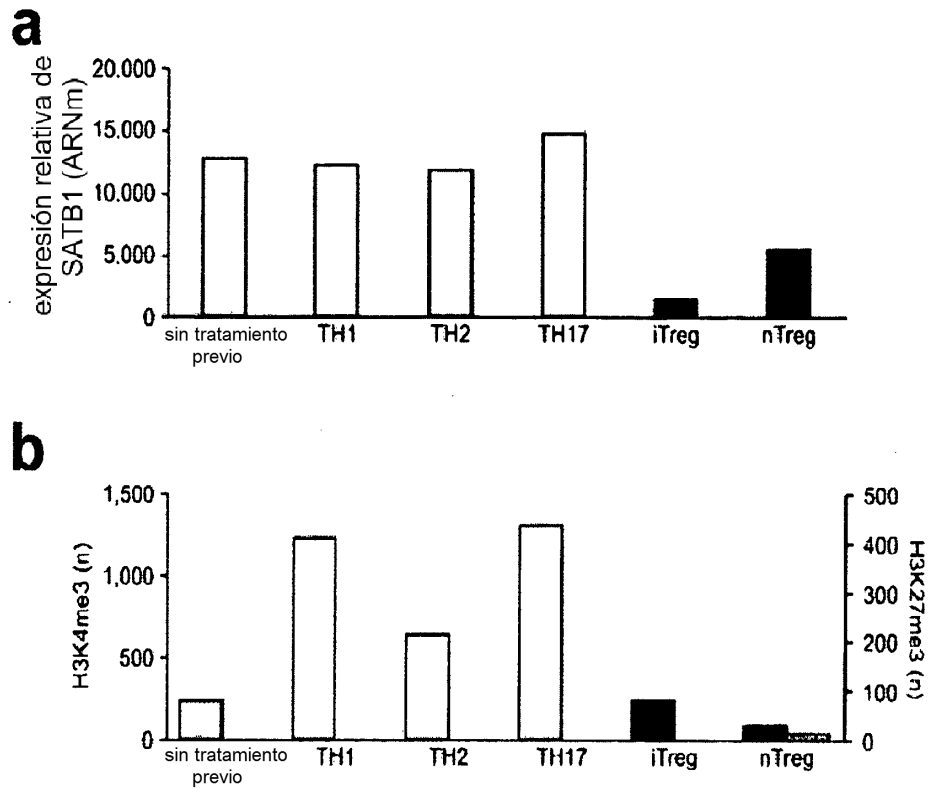 a
expresión relativa de
SATB1 (ARNm)
20.000
15.000
10.000
5.000
0
sin tratamiento
previo
TH1
TH2
TH17
iTreg
nTreg
b
H3K4me3 (n)
1,500
1,000
500
0
500
400
300
200
100
0
H3K27me3 (n)
sin tratamiento
previo
TH1
TH2
TH17
iTreg
nTreg